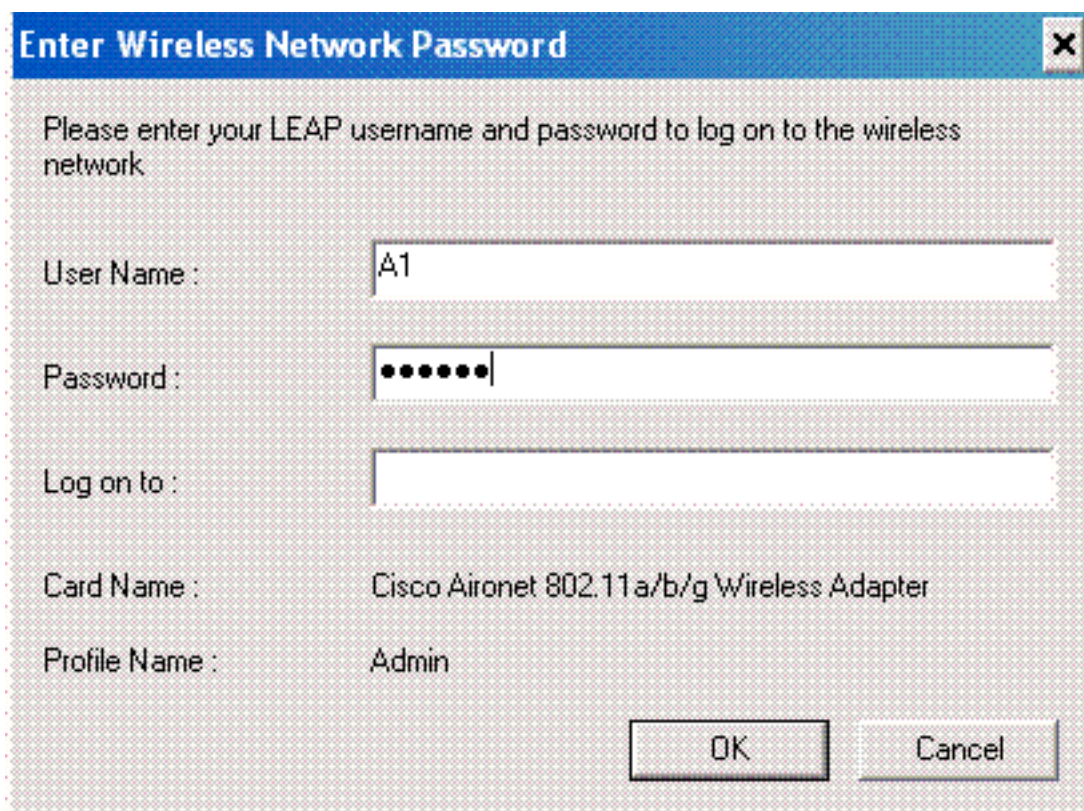 Enter Wireless Network Password
Please enter your LEAP username and password to log on to the wireless
network
User Name : A1
Password : ●●●●●●
Log on to :
Card Name : Cisco Aironet 802.11a/b/g Wireless Adapter
Profile Name : Admin
OK Cancel